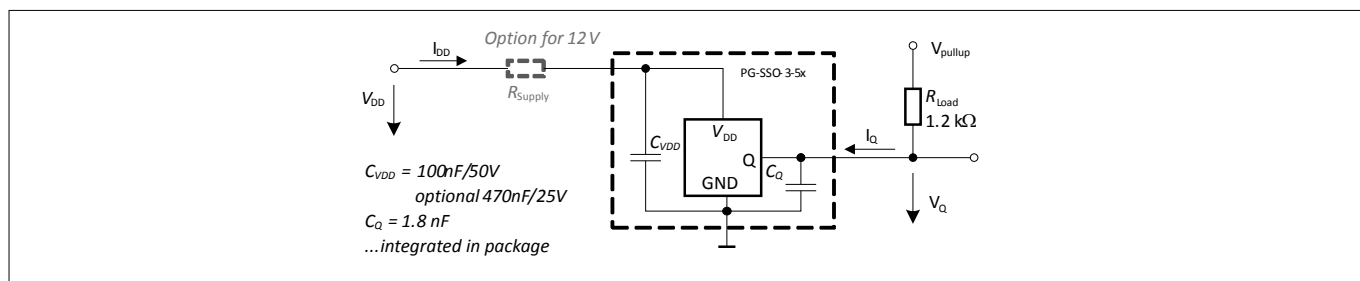 Option for 12 V
I_DD
R_Supply
V_DD
PG-SSO-3-5x
C_VDD
V_DD
Q
GND
C_Q
V_pullup
R_Load
1.2 kΩ
I_Q
V_Q
C_VDD = 100nF/50V
optional 470nF/25V
C_Q = 1.8 nF
...integrated in package